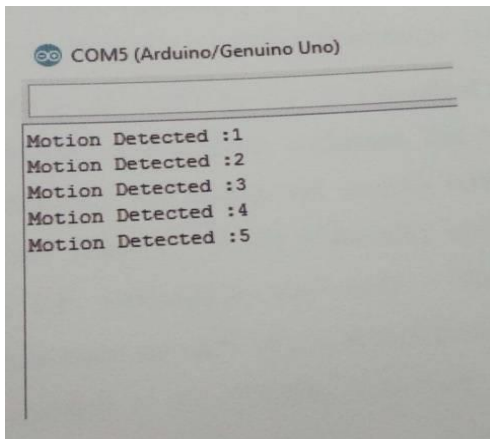 COM5 (Arduino/Genuino Uno)
Motion Detected :1
Motion Detected :2
Motion Detected :3
Motion Detected :4
Motion Detected :5